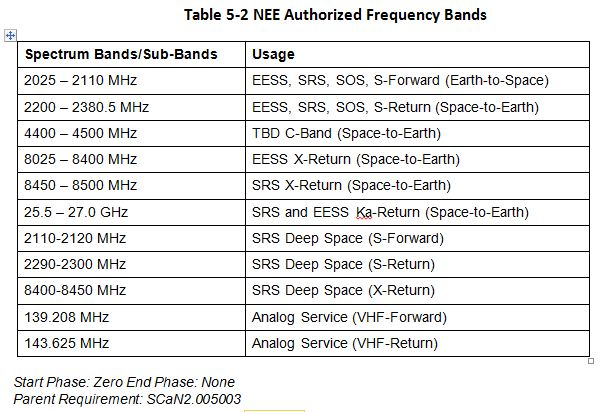 Table 5-2 NEE Authorized Frequency Bands
Spectrum Bands/Sub-Bands Usage
2025 – 2110 MHz EESS, SRS, SOS, S-Forward (Earth-to-Space)
2200 – 2380.5 MHz EESS, SRS, SOS, S-Return (Space-to-Earth)
4400 – 4500 MHz TBD C-Band (Space-to-Earth)
8025 – 8400 MHz EESS X-Return (Space-to-Earth)
8450 – 8500 MHz SRS X-Return (Space-to-Earth)
25.5 – 27.0 GHz SRS and EESS Ka-Return (Space-to-Earth)
2110-2120 MHz SRS Deep Space (S-Forward)
2290-2300 MHz SRS Deep Space (S-Return)
8400-8450 MHz SRS Deep Space (X-Return)
139.208 MHz Analog Service (VHF-Forward)
143.625 MHz Analog Service (VHF-Return)
Start Phase: Zero End Phase: None
Parent Requirement: SCaN2.005003